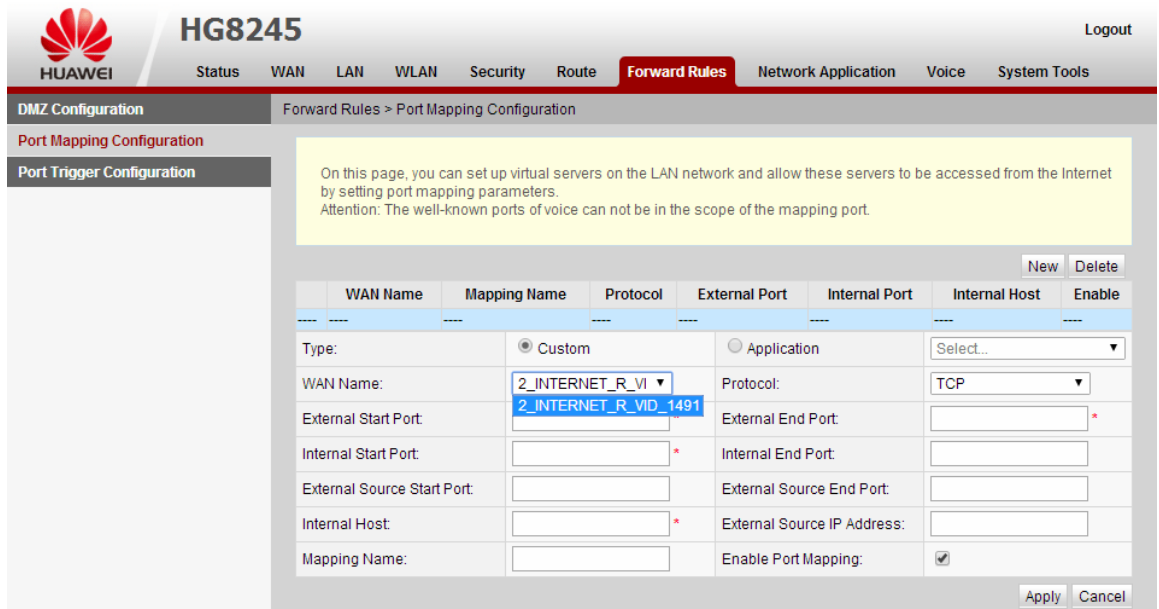 HUAWEI
HG8245
Logout
Status WAN LAN WLAN Security Route Forward Rules Network Application Voice System Tools
DMZ Configuration
Port Mapping Configuration
Port Trigger Configuration
Forward Rules > Port Mapping Configuration
On this page, you can set up virtual servers on the LAN network and allow these servers to be accessed from the Internet
by setting port mapping parameters.
Attention: The well-known ports of voice can not be in the scope of the mapping port.
New Delete
WAN Name Mapping Name Protocol External Port Internal Port Internal Host Enable
---- ---- ---- ---- ---- ---- ---- ----
Type: Custom Application Select...
WAN Name: 2_INTERNET_R_VI Protocol: TCP
2_INTERNET_R_VID_1491
External Start Port: * External End Port: *
Internal Start Port: * Internal End Port:
External Source Start Port: External Source End Port:
Internal Host: * External Source IP Address:
Mapping Name: Enable Port Mapping:
Apply Cancel